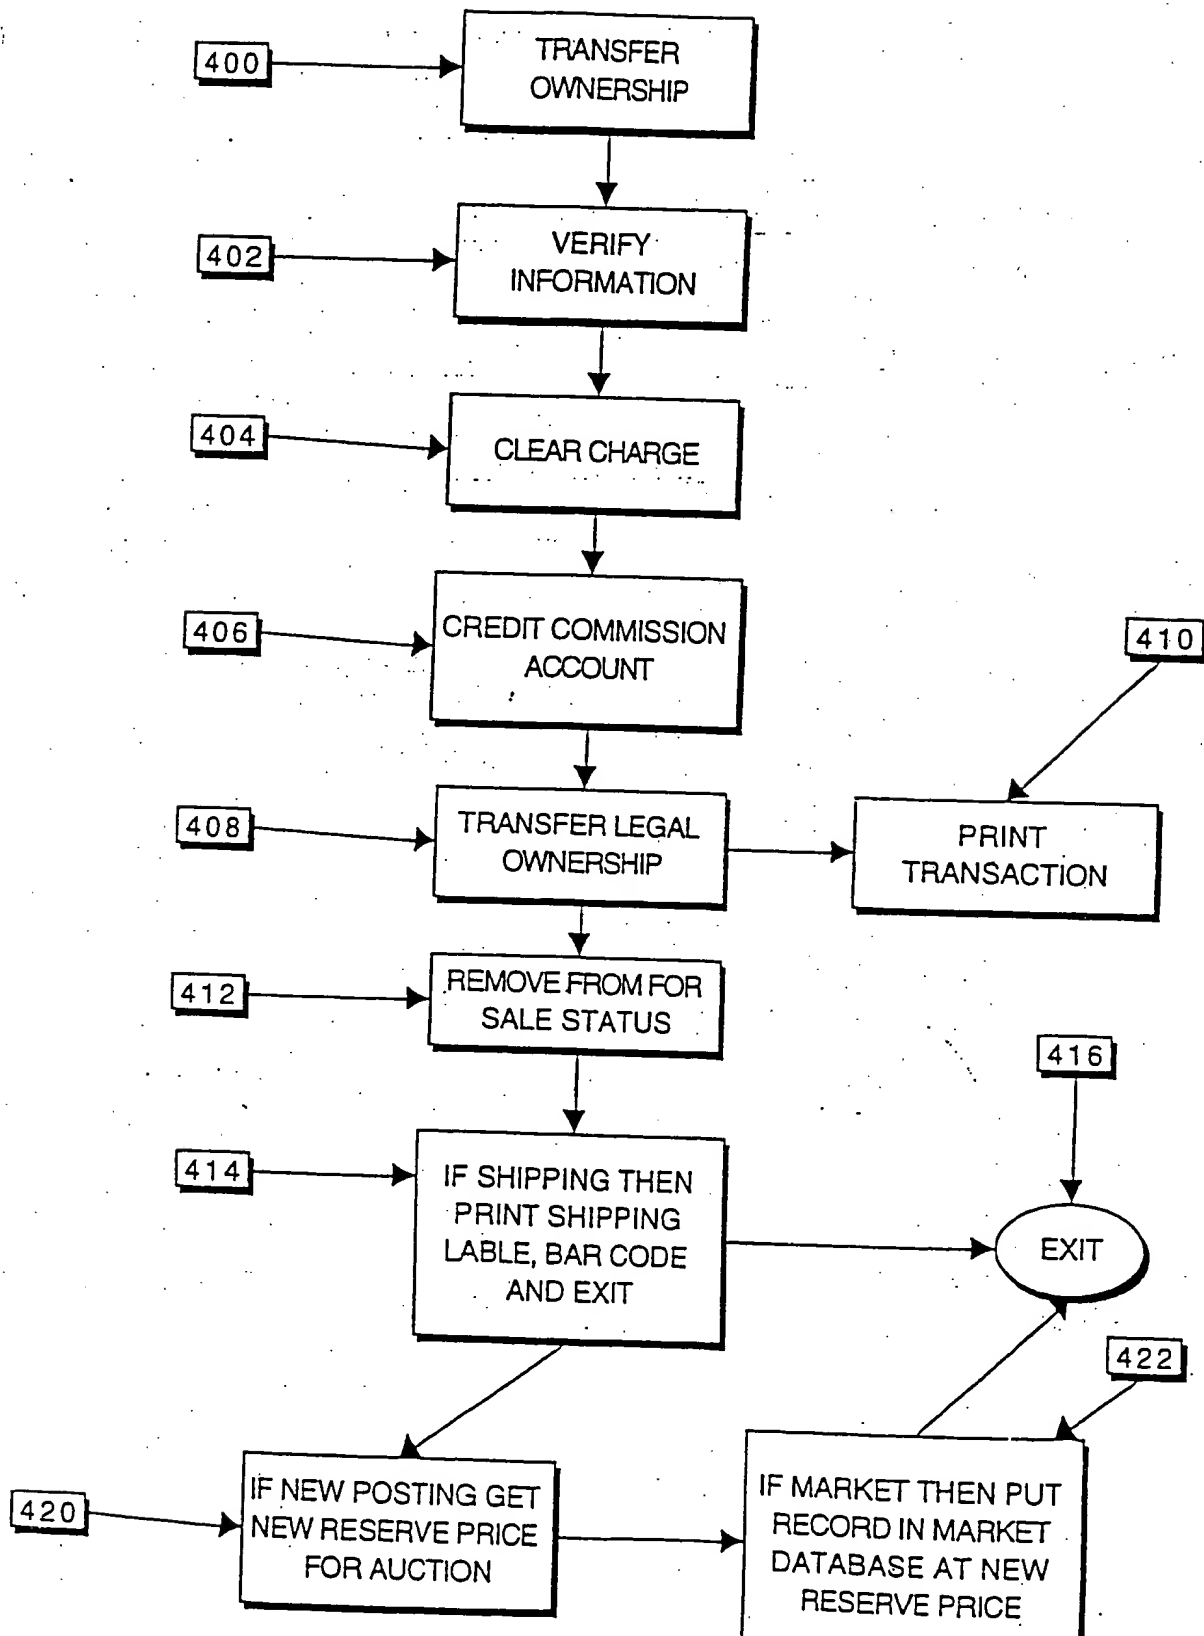 400
TRANSFER
OWNERSHIP
402
VERIFY
INFORMATION
404
CLEAR CHARGE
406
CREDIT COMMISSION
ACCOUNT
410
408
TRANSFER LEGAL
OWNERSHIP
PRINT
TRANSACTION
412
REMOVE FROM FOR
SALE STATUS
416
414
IF SHIPPING THEN
PRINT SHIPPING
LABLE, BAR CODE
AND EXIT
EXIT
422
420
IF NEW POSTING GET
NEW RESERVE PRICE
FOR AUCTION
IF MARKET THEN PUT
RECORD IN MARKET
DATABASE AT NEW
RESERVE PRICE